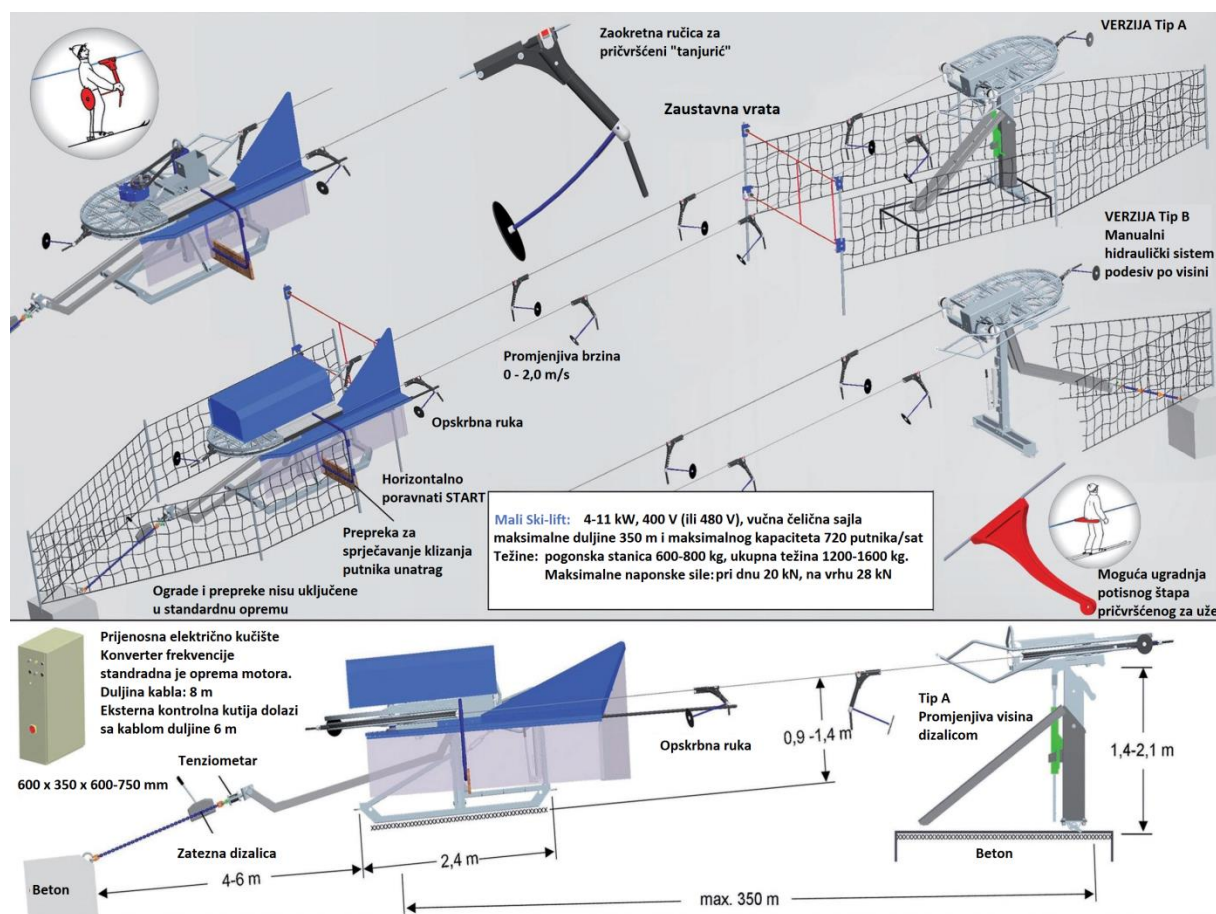 Zaokretna ručica za
pričvršćeni "tanjurić"
VERZIJA Tip A
Zaustavna vrata
VERZIJA Tip B
Manualni
hidraulički sistem
podesiv po visini
Promjenjiva brzina
0 - 2,0 m/s
Opskrbna ruka
Horizontalno
poravnati START
Prepreka za
sprječavanje klizanja
putnika unatrag
Ograde i prepreke nisu uključene
u standardnu opremu
Mali Ski-lift: 4-11 kW, 400 V (ili 480 V), vučna čelična sajla
maksimalne duljine 350 m i maksimalnog kapaciteta 720 putnika/sat
Težine: pogonska stanica 600-800 kg, ukupna težina 1200-1600 kg.
Maksimalne naponske sile: pri dnu 20 kN, na vrhu 28 kN
Moguća ugradnja
potisnog štapa
pričvršćenog za uže
Prijenosna električno kučište
Konverter frekvencije
standradna je oprema motora.
Duljina kabla: 8 m
Eksterna kontrolna kutija dolazi
sa kablom duljine 6 m
600 x 350 x 600-750 mm
Tenziometar
Zatezna dizalica
Beton
4-6 m
2,4 m
Opskrbna ruka
0,9 -1,4 m
Tip A
Promjenjiva visina
dizalicom
1,4-2,1 m
Beton
max. 350 m